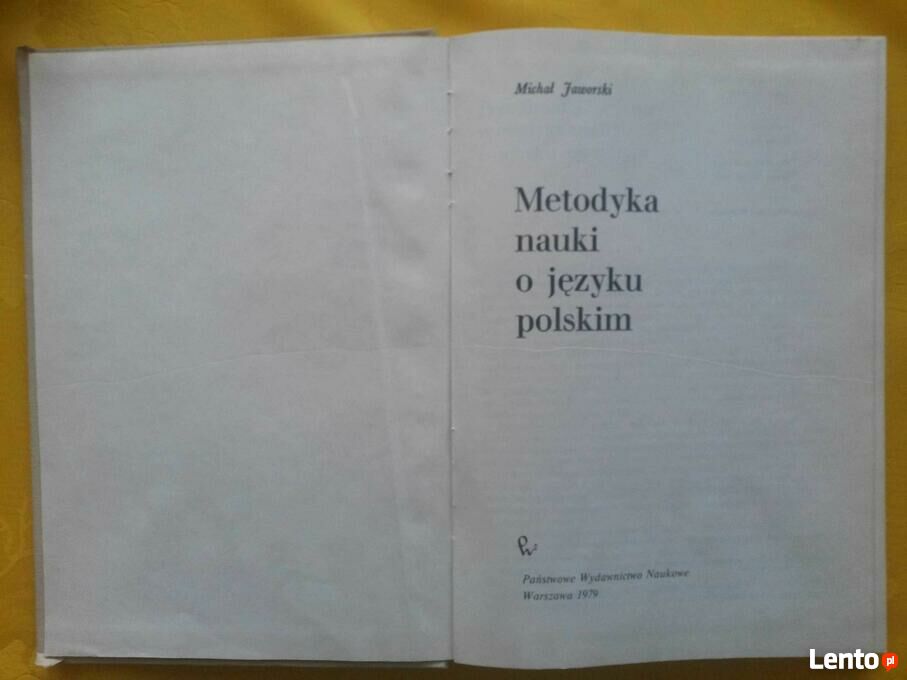 Michał Jaworski
Metodyka
nauki
o języku
polskim
Państwowe Wydawnictwo Naukowe
Warszawa 1979
Lento.pl